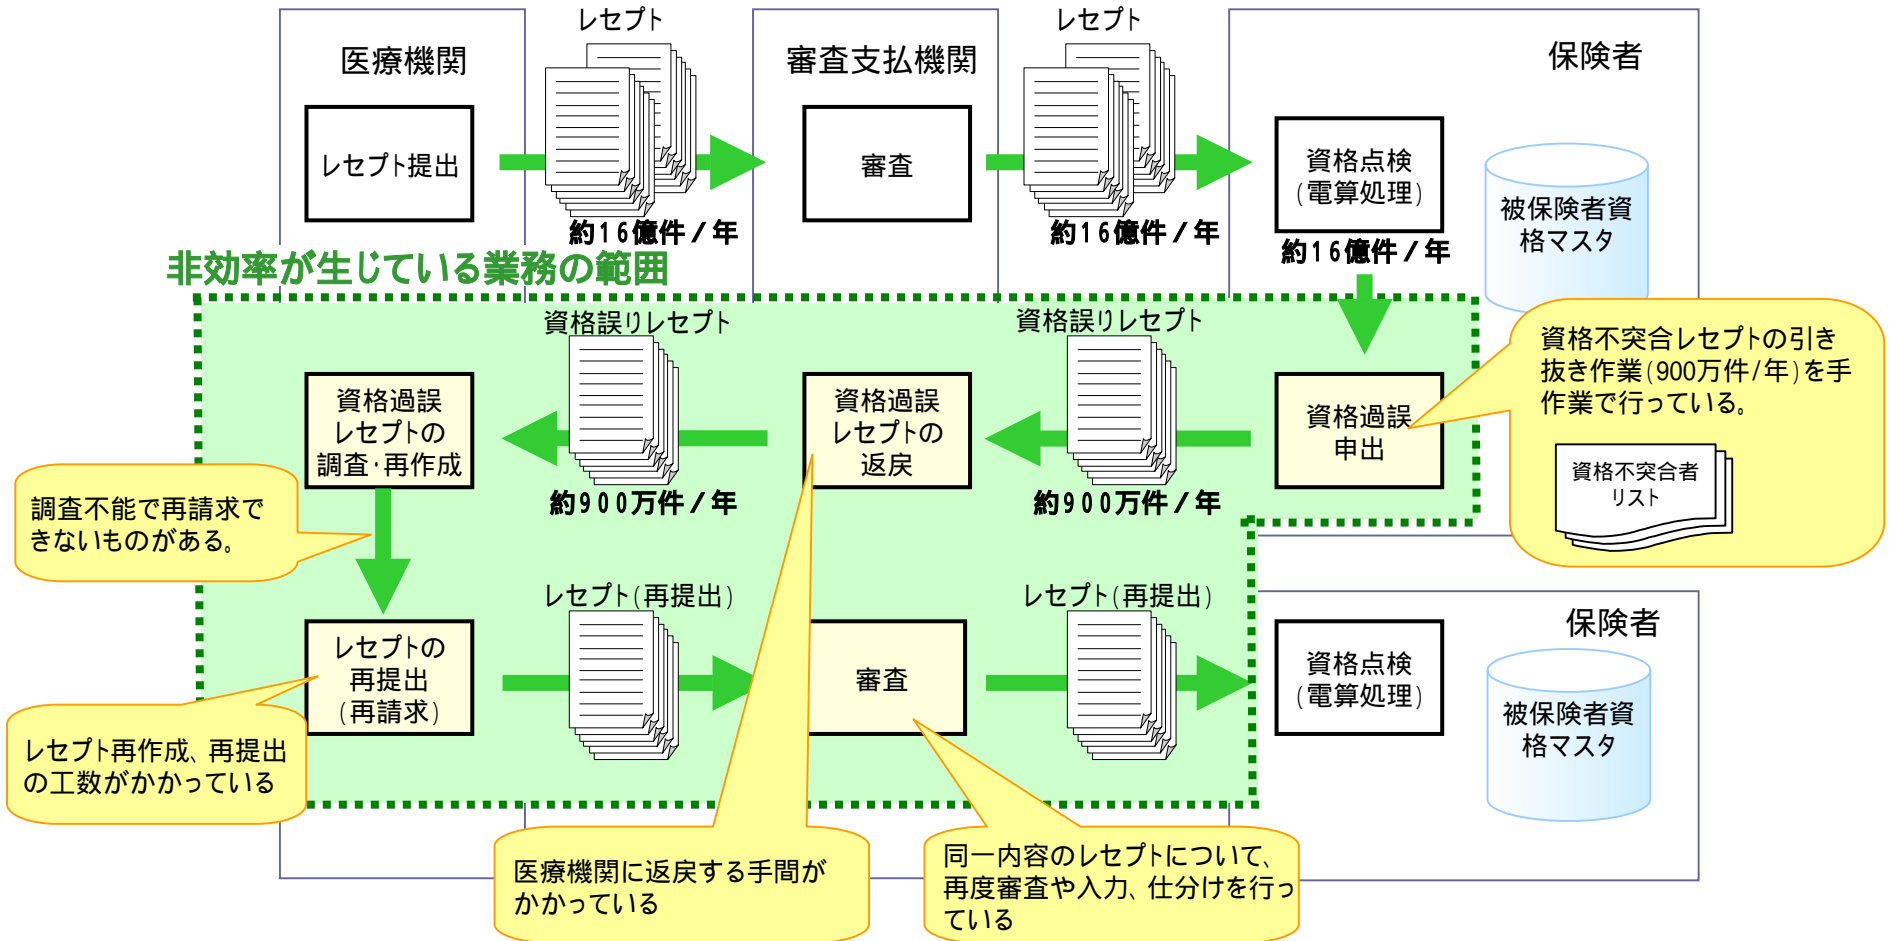 レセプト
レセプト
医療機関
審査支払機関
保険者
レセプト提出
審査
資格点検
(電算処理)
被保険者資
格マスタ
約16億件/年
約16億件/年
約16億件/年
非効率が生じている業務の範囲
資格誤りレセプト
資格誤りレセプト
資格過誤
レセプトの
調査・再作成
資格過誤
レセプトの
返戻
資格過誤
申出
資格不突合レセプトの引き
抜き作業(900万件/年)を手
作業で行っている。
資格不突合者
リスト
約900万件/年
約900万件/年
調査不能で再請求で
きないものがある。
レセプト(再提出)
レセプト(再提出)
保険者
レセプトの
再提出
(再請求)
審査
資格点検
(電算処理)
被保険者資
格マスタ
レセプト再作成、再提出
の工数がかかっている
医療機関に返戻する手間が
かかっている
同一内容のレセプトについて、
再度審査や入力、仕分けを行っ
ている